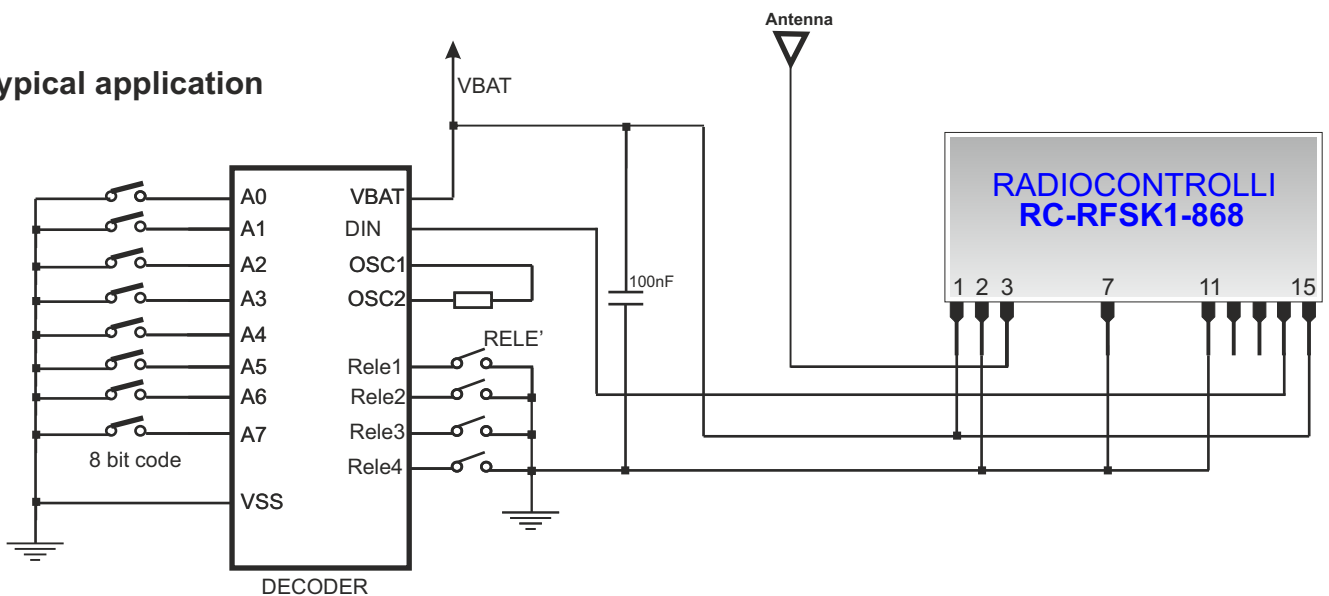 Antenna
ypical application
VBAT
RADIOCONTROLLI
RC-RFSK1-868
A0
A1
A2
A3
A4
A5
A6
A7
VSS
VBAT
DIN
OSC1
OSC2
Rele1
Rele2
Rele3
Rele4
RELE'
100nF
1 2 3 7 11 15
8 bit code
DECODER